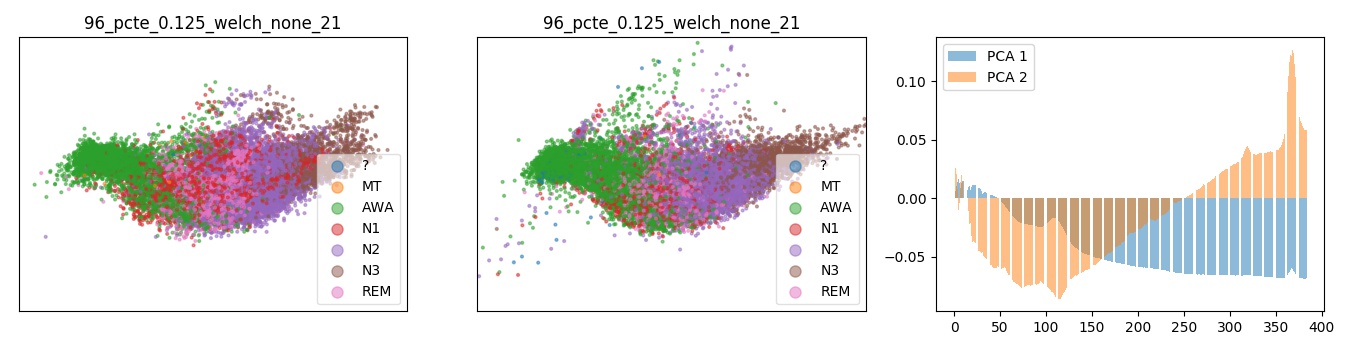 96_pcte_0.125_welch_none_21
?
MT
AWA
N1
N2
N3
REM
96_pcte_0.125_welch_none_21
?
MT
AWA
N1
N2
N3
REM
PCA 1
PCA 2
0.10
0.05
0.00
−0.05
0 50 100 150 200 250 300 350 400